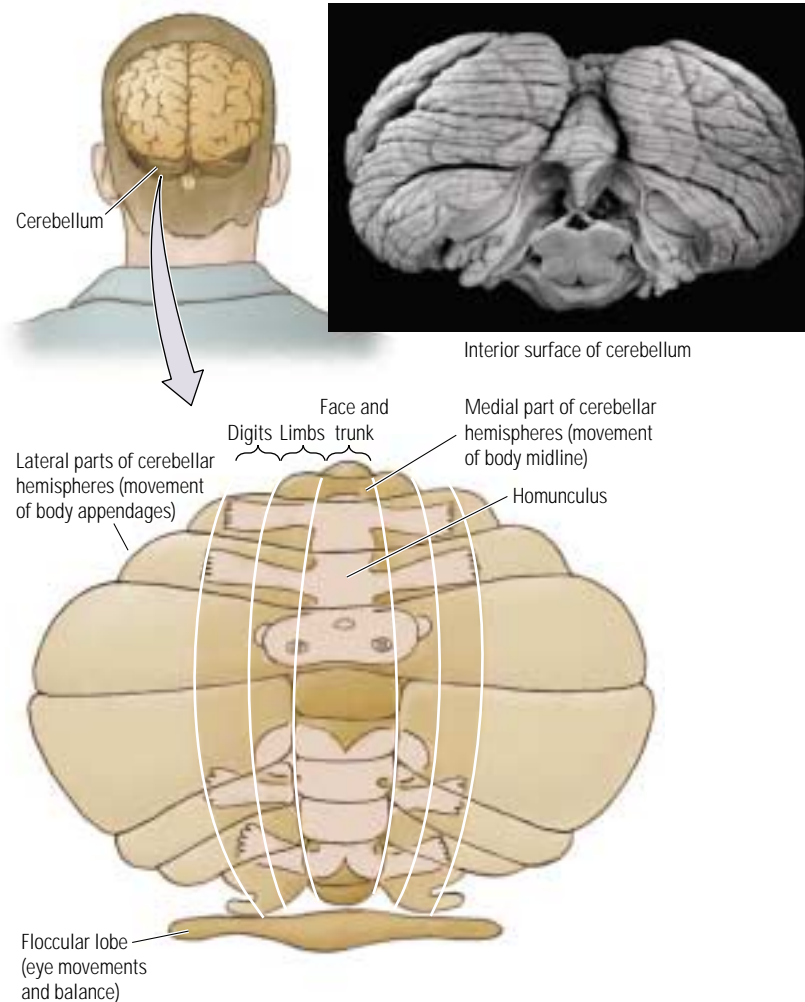 Cerebellum
Interior surface of cerebellum
Digits
Limbs
Face and
trunk
Medial part of cerebellar
hemispheres (movement
of body midline)
Lateral parts of cerebellar
hemispheres (movement
of body appendages)
Homunculus
Floccular lobe
(eye movements
and balance)